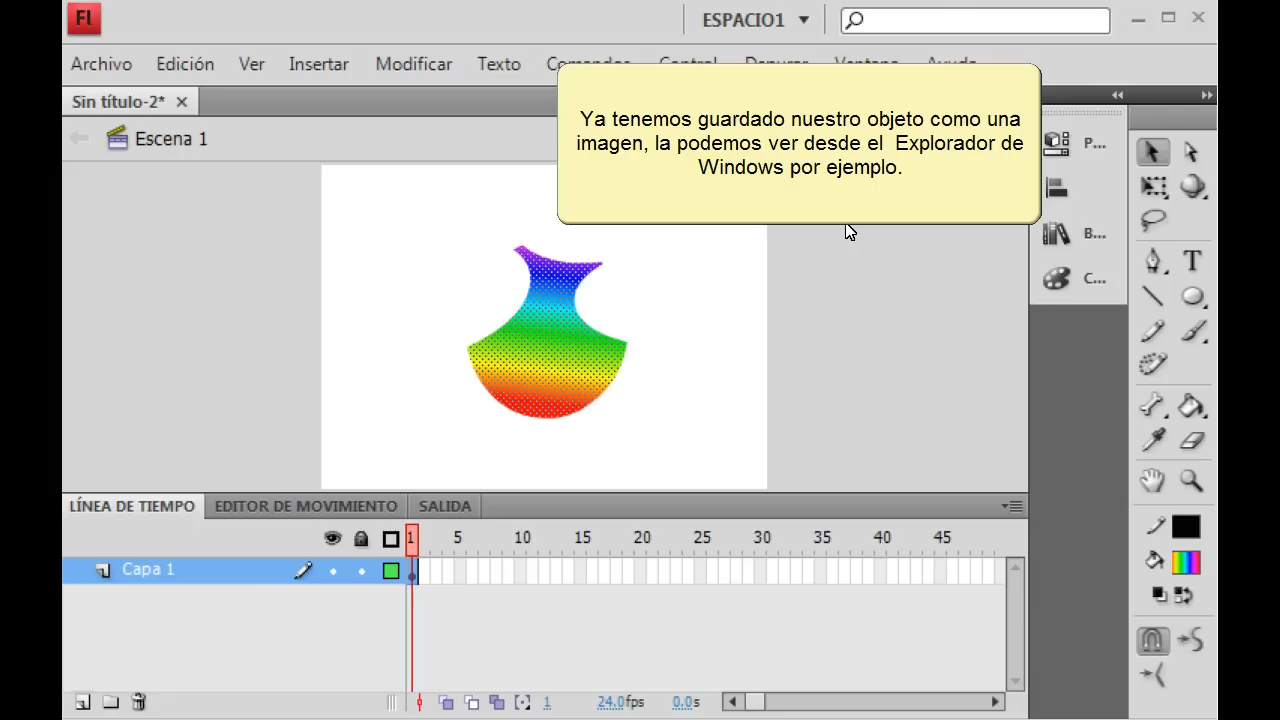 Fl
ESPACIO1
Archivo Edición Ver Insertar Modificar Texto
Sin título-2*
Escena 1
Ya tenemos guardado nuestro objeto como una
imagen, la podemos ver desde el Explorador de
Windows por ejemplo.
P...
B...
C...
T
LÍNEA DE TIEMPO EDITOR DE MOVIMIENTO SALIDA
1 5 10 15 20 25 30 35 40 45
Capa 1
1 24.0fps 0.0s